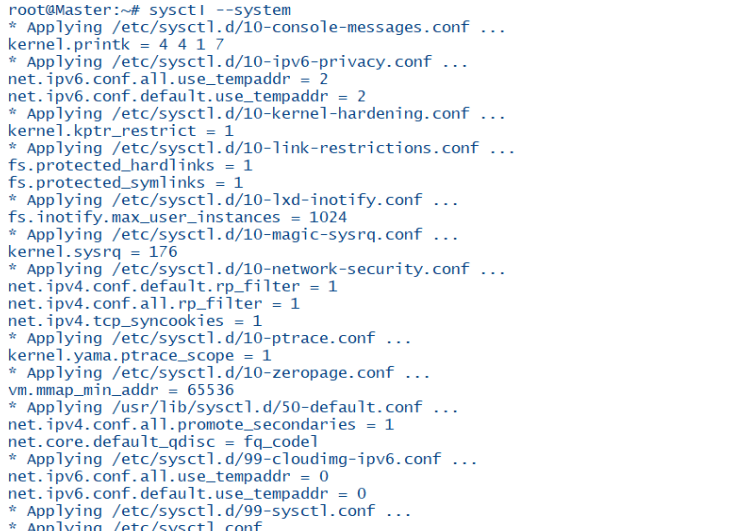 root@Master:~# sysctl --system
* Applying /etc/sysctl.d/10-console-messages.conf ...
kernel.printk = 4 4 1 7
* Applying /etc/sysctl.d/10-ipv6-privacy.conf ...
net.ipv6.conf.all.use_tempaddr = 2
net.ipv6.conf.default.use_tempaddr = 2
* Applying /etc/sysctl.d/10-kernel-hardening.conf ...
kernel.kptr_restrict = 1
* Applying /etc/sysctl.d/10-link-restrictions.conf ...
fs.protected_hardlinks = 1
fs.protected_symlinks = 1
* Applying /etc/sysctl.d/10-lxd-inotify.conf ...
fs.inotify.max_user_instances = 1024
* Applying /etc/sysctl.d/10-magic-sysrq.conf ...
kernel.sysrq = 176
* Applying /etc/sysctl.d/10-network-security.conf ...
net.ipv4.conf.default.rp_filter = 1
net.ipv4.conf.all.rp_filter = 1
net.ipv4.tcp_syncookies = 1
* Applying /etc/sysctl.d/10-ptrace.conf ...
kernel.yama.ptrace_scope = 1
* Applying /etc/sysctl.d/10-zeropage.conf ...
vm.mmap_min_addr = 65536
* Applying /usr/lib/sysctl.d/50-default.conf ...
net.ipv4.conf.all.promote_secondaries = 1
net.core.default_qdisc = fq_codel
* Applying /etc/sysctl.d/99-cloudimg-ipv6.conf ...
net.ipv6.conf.all.use_tempaddr = 0
net.ipv6.conf.default.use_tempaddr = 0
* Applying /etc/sysctl.d/99-sysctl.conf ...
* Applying /etc/sysctl.conf